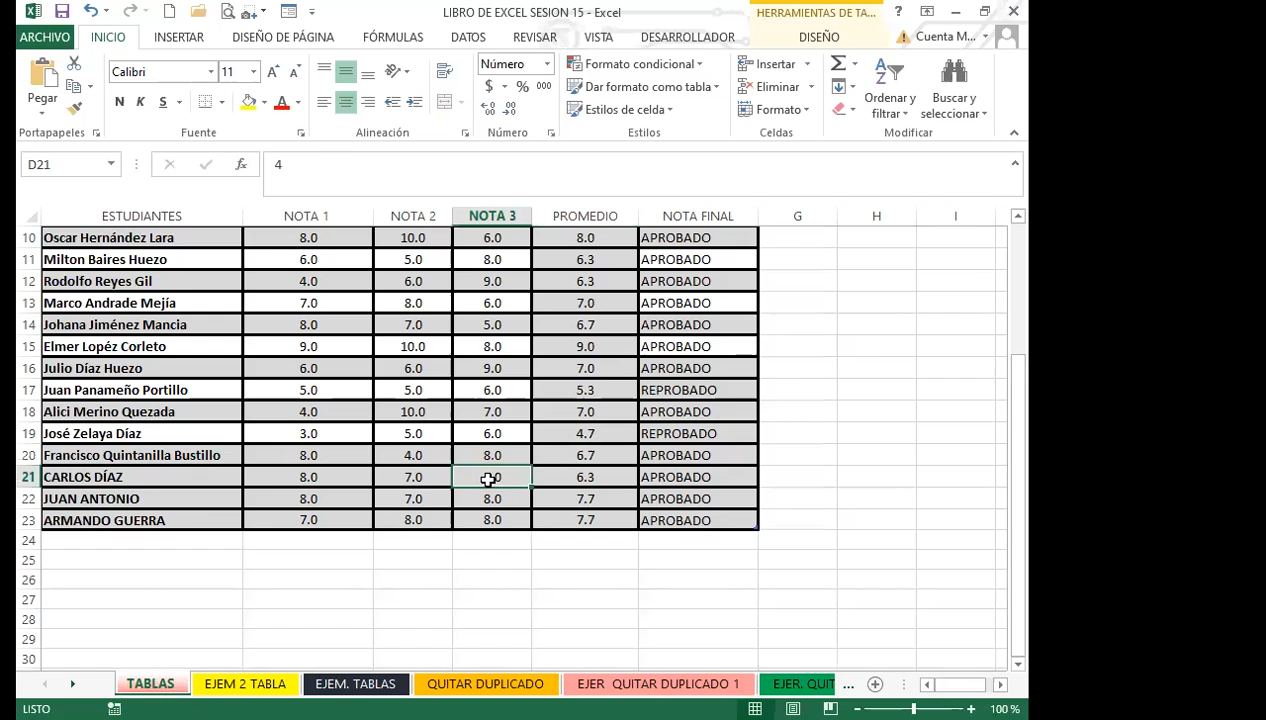 LIBRO DE EXCEL SESION 15 - Excel
HERRAMIENTAS DE TA...
ARCHIVO INICIO INSERTAR DISEÑO DE PÁGINA FÓRMULAS DATOS REVISAR VISTA DESARROLLADOR DISEÑO Cuenta M...
Pegar
Calibri 11
N K S
Número
$ % 000
Formato condicional
Dar formato como tabla
Estilos de celda
Insertar
Eliminar
Formato
Ordenar y filtrar
Buscar y seleccionar
Portapapeles Fuente Alineación Número Estilos Celdas Modificar
D21 fx 4
ESTUDIANTES NOTA 1 NOTA 2 NOTA 3 PROMEDIO NOTA FINAL G H I
10 Oscar Hernández Lara 8.0 10.0 6.0 8.0 APROBADO
11 Milton Baires Huezo 6.0 5.0 8.0 6.3 APROBADO
12 Rodolfo Reyes Gil 4.0 6.0 9.0 6.3 APROBADO
13 Marco Andrade Mejía 7.0 8.0 6.0 7.0 APROBADO
14 Johana Jiménez Mancia 8.0 7.0 5.0 6.7 APROBADO
15 Elmer Lopéz Corleto 9.0 10.0 8.0 9.0 APROBADO
16 Julio Díaz Huezo 6.0 6.0 9.0 7.0 APROBADO
17 Juan Panameño Portillo 5.0 5.0 6.0 5.3 REPROBADO
18 Alici Merino Quezada 4.0 10.0 7.0 7.0 APROBADO
19 José Zelaya Díaz 3.0 5.0 6.0 4.7 REPROBADO
20 Francisco Quintanilla Bustillo 8.0 4.0 8.0 6.7 APROBADO
21 CARLOS DÍAZ 8.0 7.0 6.3 APROBADO
22 JUAN ANTONIO 8.0 7.0 8.0 7.7 APROBADO
23 ARMANDO GUERRA 7.0 8.0 8.0 7.7 APROBADO
24
25
26
27
28
29
30
TABLAS EJEM 2 TABLA EJEM. TABLAS QUITAR DUPLICADO EJER QUITAR DUPLICADO 1 EJER. QUIT ...
LISTO 100 %